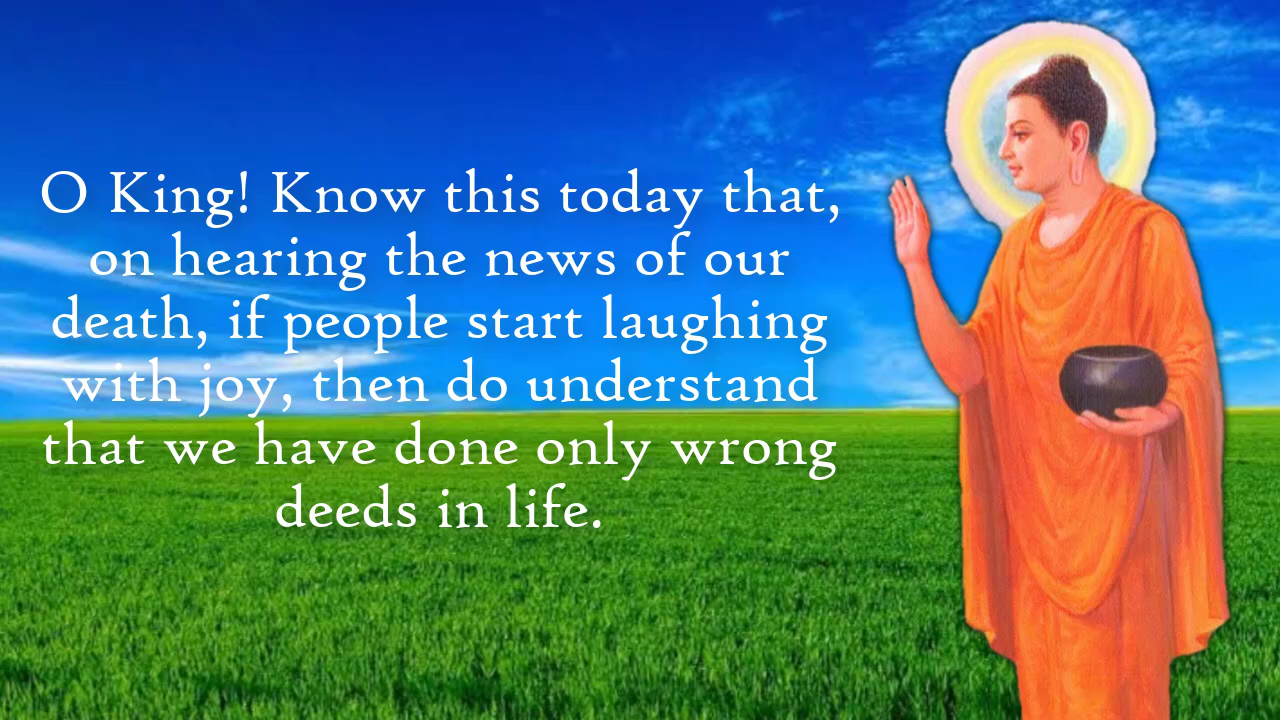 O King! Know this today that,
on hearing the news of our
death, if people start laughing
with joy, then do understand
that we have done only wrong
deeds in life.